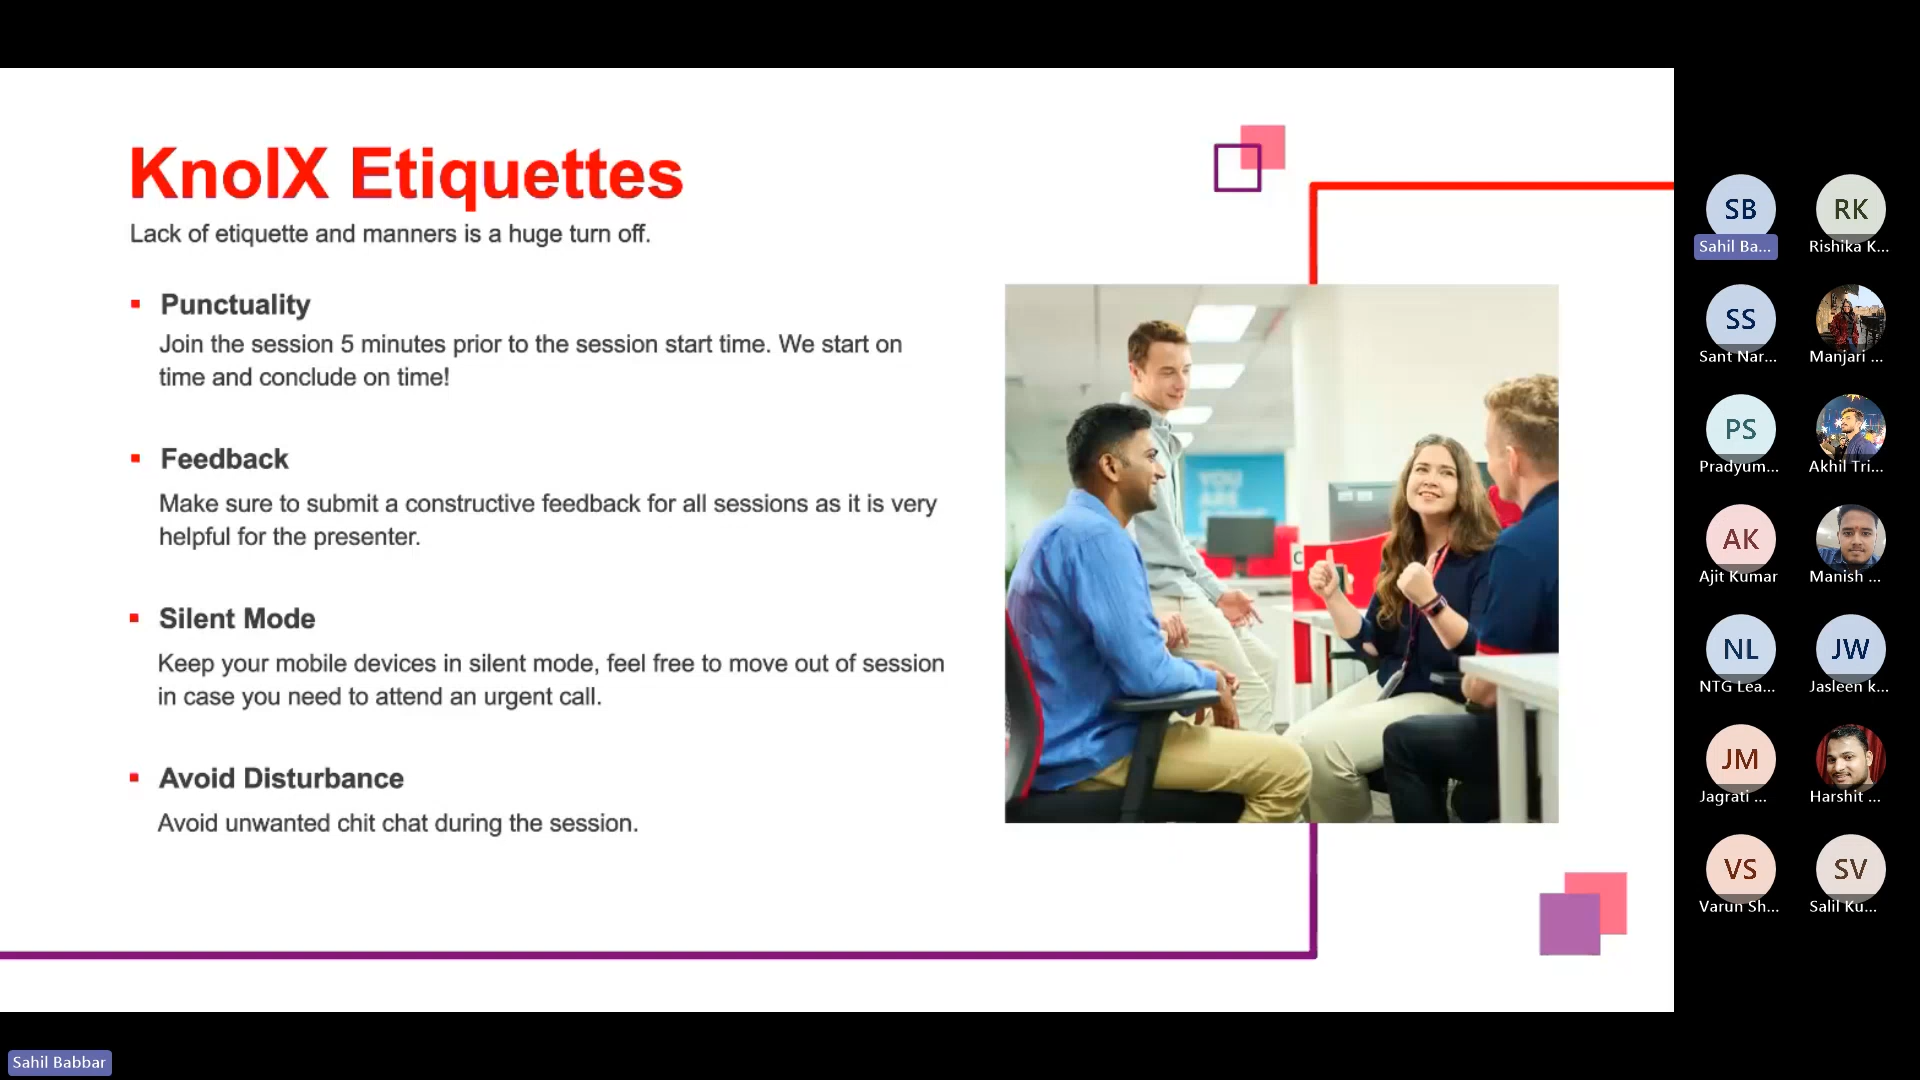 KnolX Etiquettes
Lack of etiquette and manners is a huge turn off.
Punctuality
Join the session 5 minutes prior to the session start time. We start on
time and conclude on time!
Feedback
Make sure to submit a constructive feedback for all sessions as it is very
helpful for the presenter.
Silent Mode
Keep your mobile devices in silent mode, feel free to move out of session
in case you need to attend an urgent call.
Avoid Disturbance
Avoid unwanted chit chat during the session.
YOU
ARE
C
SB
Sahil Ba...
RK
Rishika K...
SS
Sant Nar...
Manjari ...
PS
Pradyum...
Akhil Tri...
AK
Ajit Kumar
Manish ...
NL
NTG Lea...
JW
Jasleen k...
JM
Jagrati ...
Harshit ...
VS
Varun Sh...
SV
Salil Ku...
Sahil Babbar